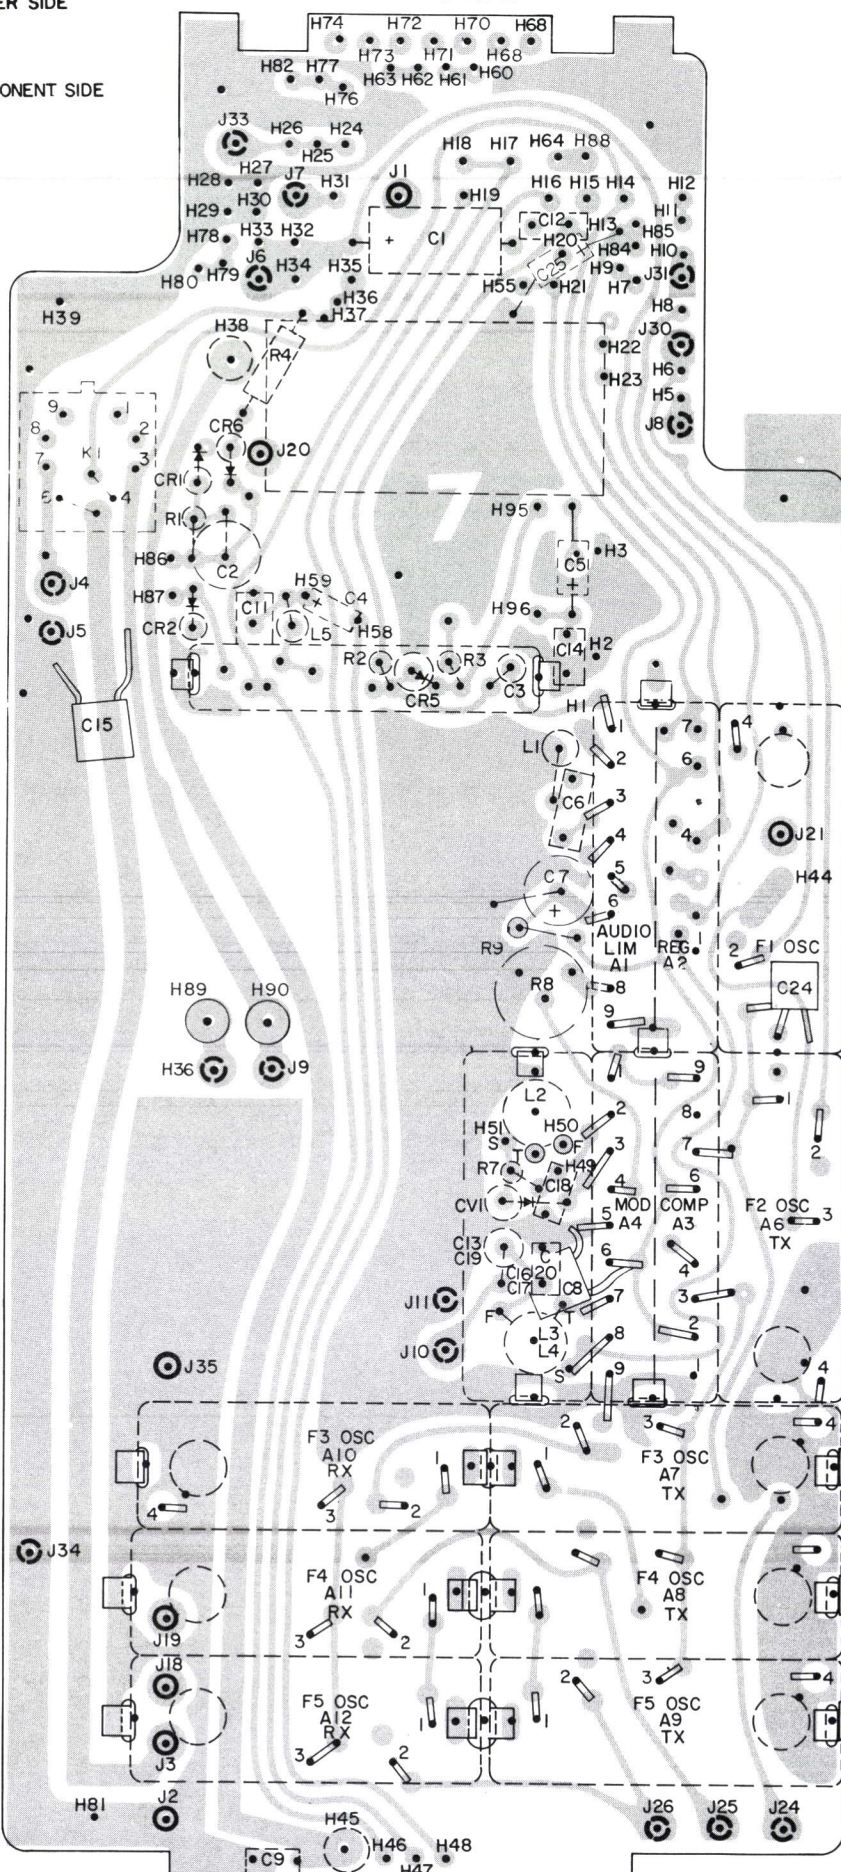 ER SIDE
ONENT SIDE
H74 H72 H70 H68
H73 H71 H68
H82 H77 H63 H62 H61 H60
H76
J33
H26 H24
H25
H18 H17 H64 H88
H27 J7 J1
H28 H31 H19 H16 H15 H14 H12
H29 H30 H11
H78 H33 H32 + C1 C12 H13 H85
H20 H84 H10
H80 H79 J6 H34 H35 C25 H9 J31
H55 H21 H7
H39 H36 H8
H37
H38 R4 J30
H22
H6
H23
H5
9 1 CR6 J8
8 2 J20
7 K1 3 CR1
6 4 7
R1 H95
H86 C2 C5 H3
J4 +
H87 H59 H96
C11 + C4
J5 CR2 L5 H58 C14 H2
R2 R3
CR5 C3
H1
C15 1 7 4
L1 2 6
C6 3
4 4 J21
C7 5 H44
+ 6
R9 AUDIO LIM A1 REG A2 1 2 F1 OSC
R8 8 C24
H89 H90 9
H36 J9
L2 1 9 1
H51 H50 2 8
S T F 3 7 2
R7 H49
C18 4 6
CV1 MOD A4 COMP A3 F2 OSC A6 TX 3
5
C13 C19 C 6 4
C16 C17 J20 C8
J11 F T 7 3
J10 L3 L4 8 2
S 9 1 4
J35
F3 OSC A10 RX 1 2 3 F3 OSC A7 TX 4
1
4 3 2
J34
F4 OSC A11 RX 1 1 F4 OSC A8 TX
J19 3 2
J18
F5 OSC A12 RX 1 2 3 F5 OSC A9 TX 4
1
J3 3 2
H81 J2 J26 J25 J24
H45
C9 H46 H47 H48